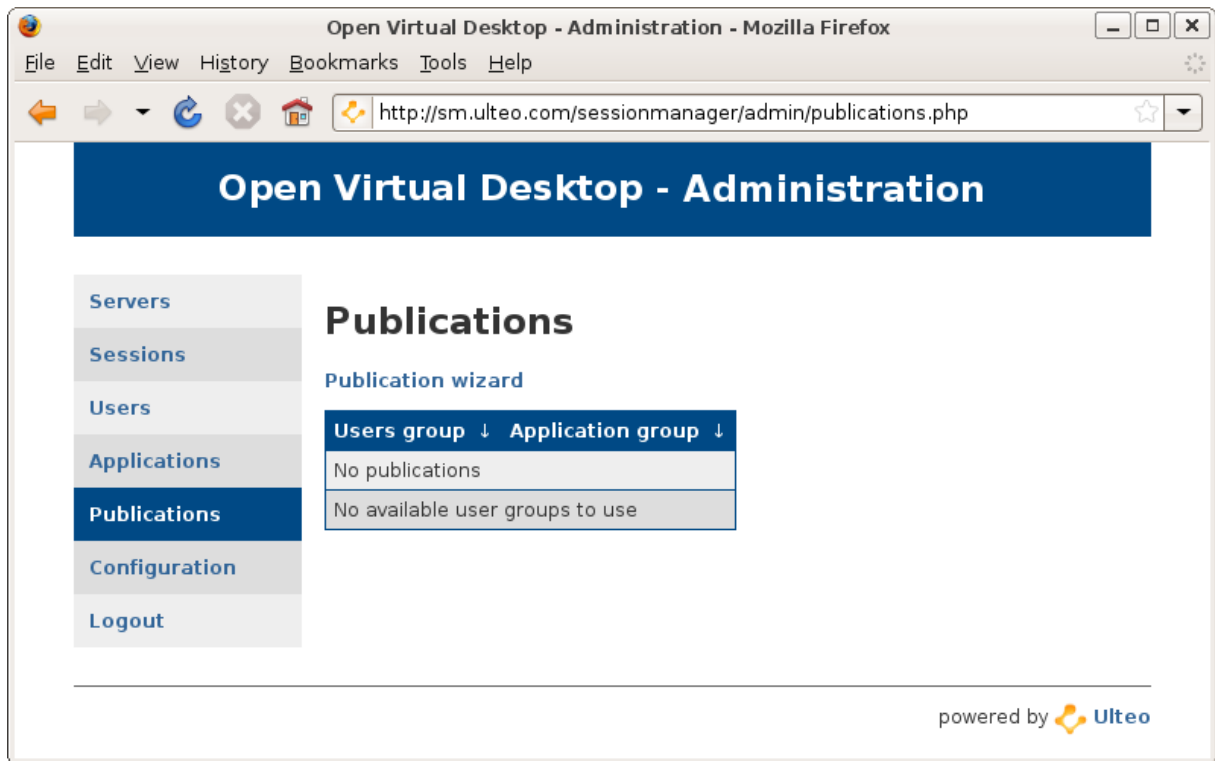 Open Virtual Desktop - Administration - Mozilla Firefox
File Edit View History Bookmarks Tools Help
http://sm.ulteo.com/sessionmanager/admin/publications.php
Open Virtual Desktop - Administration
Servers
Sessions
Users
Applications
Publications
Configuration
Logout
Publications
Publication wizard
Users group ↓ Application group ↓
No publications
No available user groups to use
powered by Ulteo